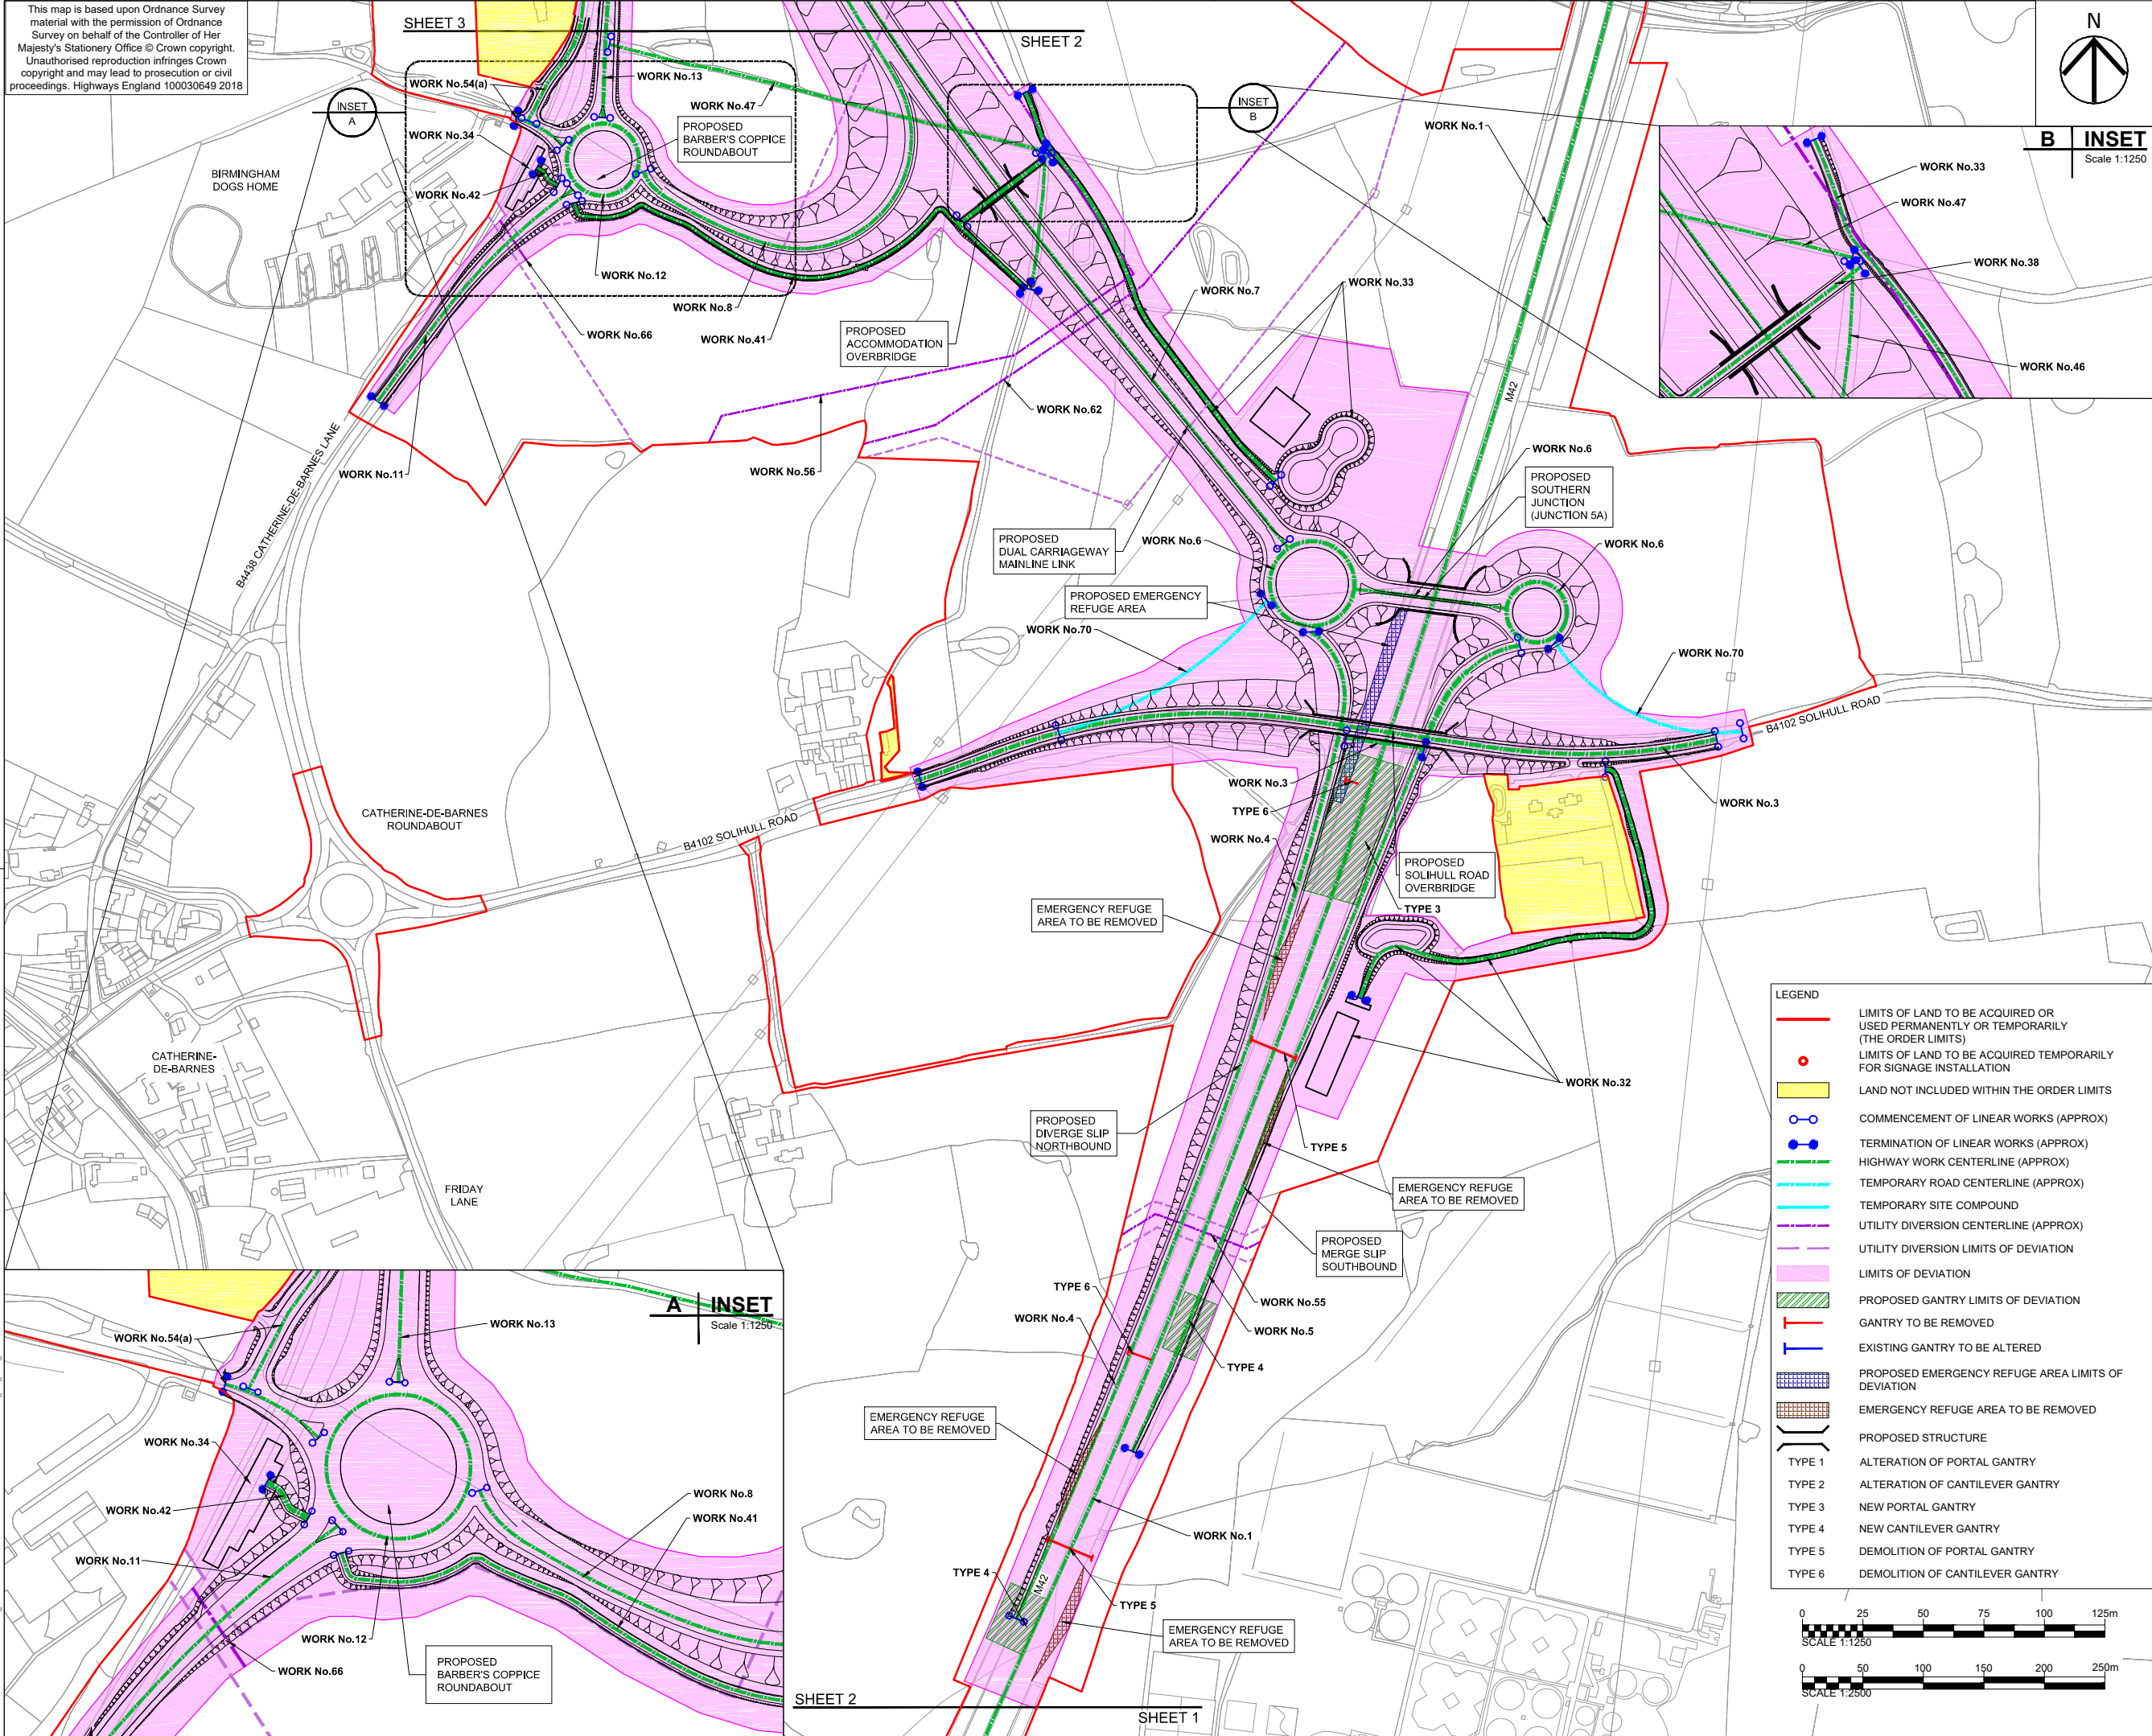 This map is based upon Ordnance Survey
material with the permission of Ordnance
Survey on behalf of the Controller of Her
Majesty's Stationery Office © Crown copyright.
Unauthorised reproduction infringes Crown
copyright and may lead to prosecution or civil
proceedings. Highways England 100030649 2018
SHEET 3
SHEET 2
N
INSET
A
WORK No.54(a)
WORK No.13
WORK No.47
WORK No.34
PROPOSED
BARBER'S COPPICE
ROUNDABOUT
BIRMINGHAM
DOGS HOME
WORK No.42
WORK No.12
WORK No.8
WORK No.66
WORK No.41
INSET
B
WORK No.1
B INSET
Scale 1:1250
WORK No.33
WORK No.47
WORK No.38
WORK No.46
WORK No.7
WORK No.33
PROPOSED
ACCOMMODATION
OVERBRIDGE
WORK No.62
M42
WORK No.56
WORK No.11
B4438 CATHERINE-DE-BARNES LANE
WORK No.6
PROPOSED
SOUTHERN
JUNCTION
(JUNCTION 5A)
PROPOSED
DUAL CARRIAGEWAY
MAINLINE LINK
WORK No.6
WORK No.6
PROPOSED EMERGENCY
REFUGE AREA
WORK No.70
WORK No.70
B4102 SOLIHULL ROAD
WORK No.3
WORK No.3
TYPE 6
WORK No.4
CATHERINE-DE-BARNES
ROUNDABOUT
B4102 SOLIHULL ROAD
PROPOSED
SOLIHULL ROAD
OVERBRIDGE
TYPE 3
EMERGENCY REFUGE
AREA TO BE REMOVED
CATHERINE-
DE-BARNES
FRIDAY
LANE
WORK No.32
PROPOSED
DIVERGE SLIP
NORTHBOUND
TYPE 5
EMERGENCY REFUGE
AREA TO BE REMOVED
PROPOSED
MERGE SLIP
SOUTHBOUND
TYPE 6
WORK No.55
WORK No.4
WORK No.5
TYPE 4
EMERGENCY REFUGE
AREA TO BE REMOVED
WORK No.1
TYPE 4
M42
TYPE 5
EMERGENCY REFUGE
AREA TO BE REMOVED
SHEET 2
SHEET 1
A INSET
Scale 1:1250
WORK No.54(a)
WORK No.13
WORK No.34
WORK No.42
WORK No.8
WORK No.41
WORK No.11
WORK No.12
WORK No.66
PROPOSED
BARBER'S COPPICE
ROUNDABOUT
LEGEND
LIMITS OF LAND TO BE ACQUIRED OR
USED PERMANENTLY OR TEMPORARILY
(THE ORDER LIMITS)
LIMITS OF LAND TO BE ACQUIRED TEMPORARILY
FOR SIGNAGE INSTALLATION
LAND NOT INCLUDED WITHIN THE ORDER LIMITS
COMMENCEMENT OF LINEAR WORKS (APPROX)
TERMINATION OF LINEAR WORKS (APPROX)
HIGHWAY WORK CENTERLINE (APPROX)
TEMPORARY ROAD CENTERLINE (APPROX)
TEMPORARY SITE COMPOUND
UTILITY DIVERSION CENTERLINE (APPROX)
UTILITY DIVERSION LIMITS OF DEVIATION
LIMITS OF DEVIATION
PROPOSED GANTRY LIMITS OF DEVIATION
GANTRY TO BE REMOVED
EXISTING GANTRY TO BE ALTERED
PROPOSED EMERGENCY REFUGE AREA LIMITS OF
DEVIATION
EMERGENCY REFUGE AREA TO BE REMOVED
PROPOSED STRUCTURE
TYPE 1 ALTERATION OF PORTAL GANTRY
TYPE 2 ALTERATION OF CANTILEVER GANTRY
TYPE 3 NEW PORTAL GANTRY
TYPE 4 NEW CANTILEVER GANTRY
TYPE 5 DEMOLITION OF PORTAL GANTRY
TYPE 6 DEMOLITION OF CANTILEVER GANTRY
0 25 50 75 100 125m
SCALE 1:1250
0 50 100 150 200 250m
SCALE 1:2500